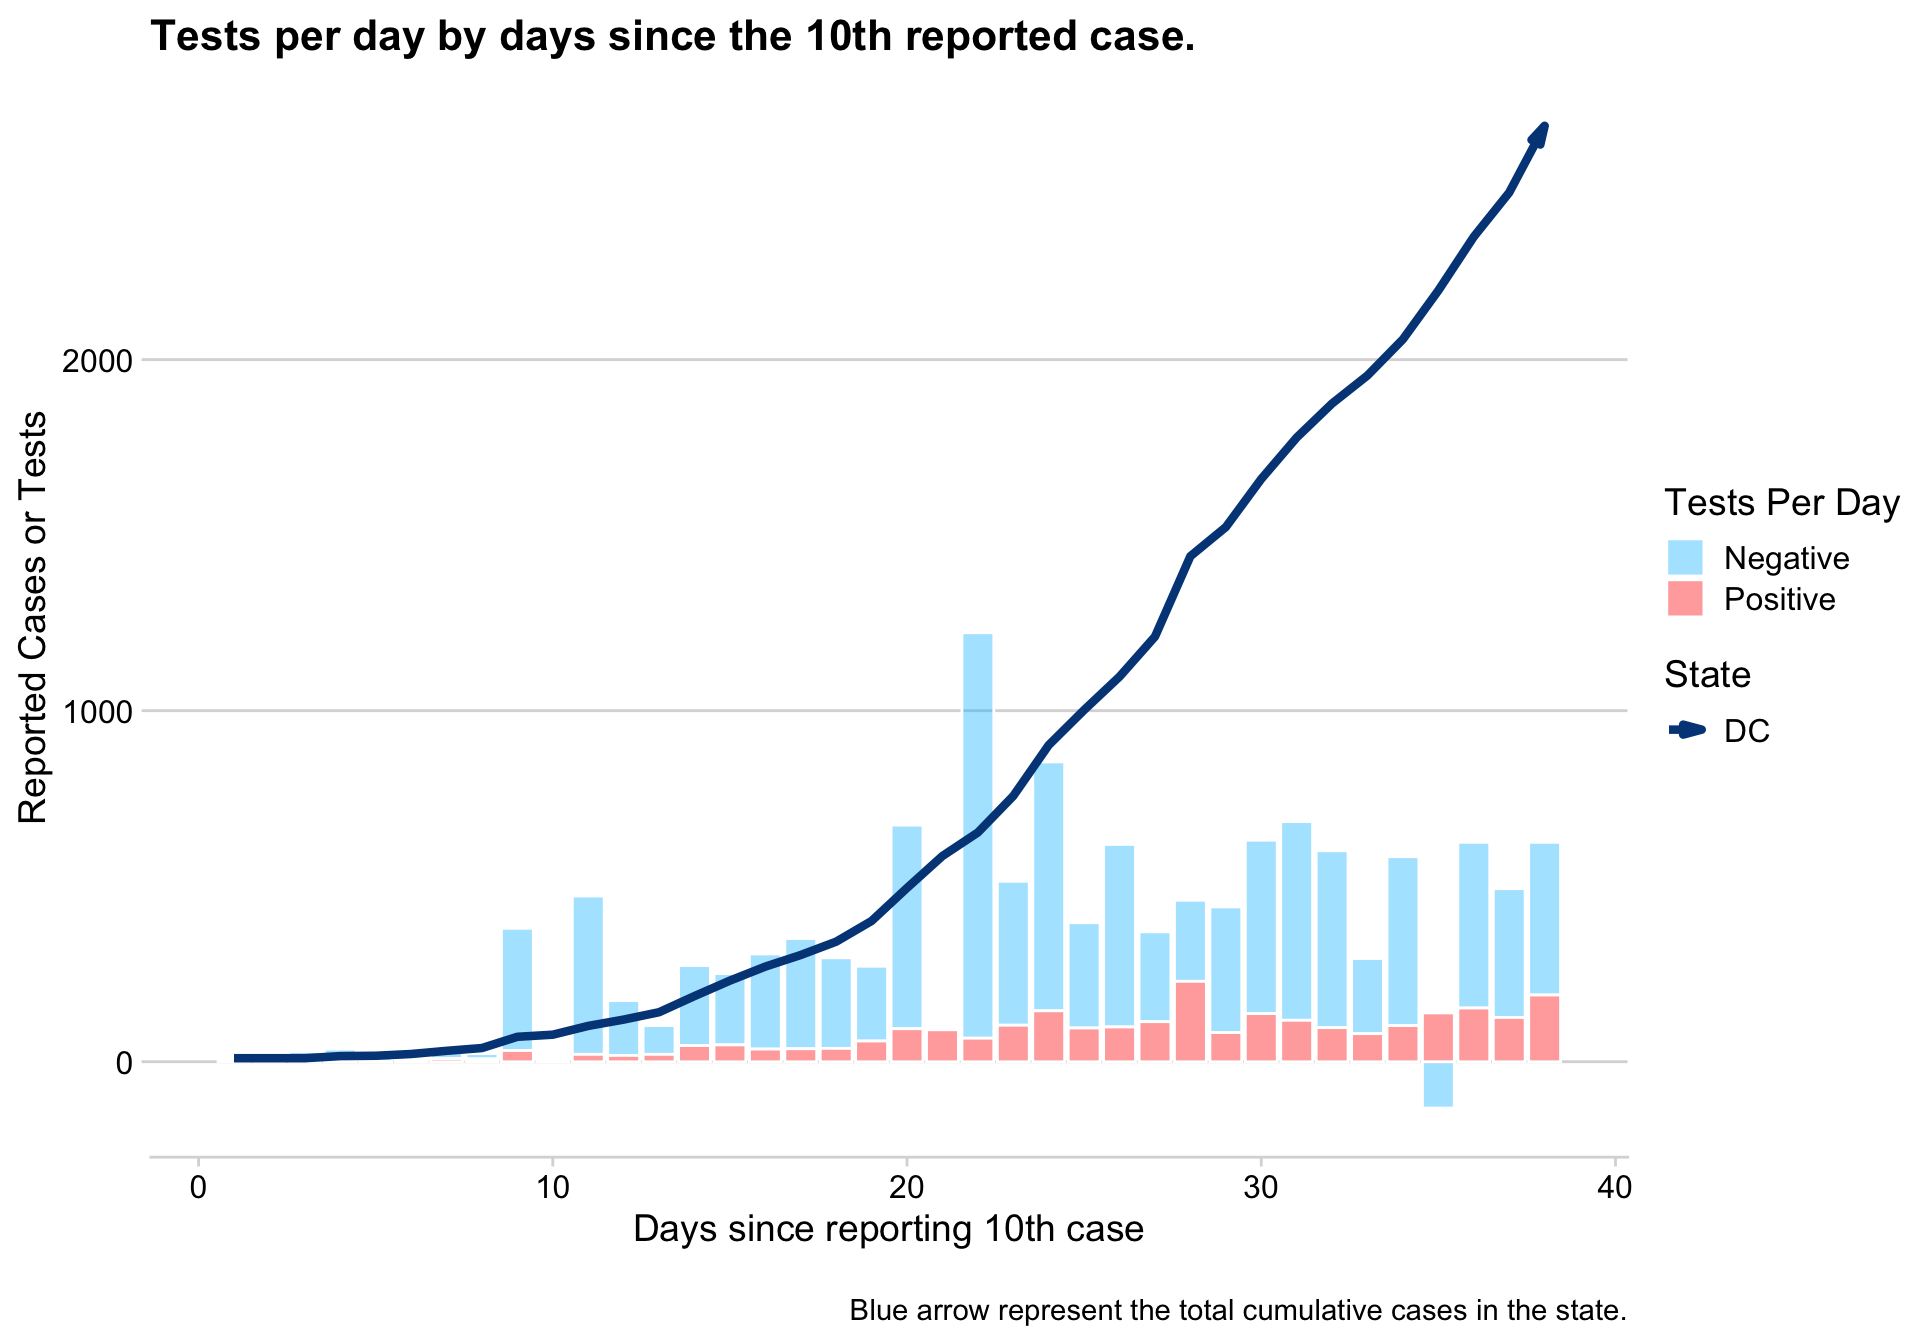 Tests per day by days since the 10th reported case.
Reported Cases or Tests
2000
1000
0
0
10
20
30
40
Days since reporting 10th case
Tests Per Day
Negative
Positive
State
DC
Blue arrow represent the total cumulative cases in the state.